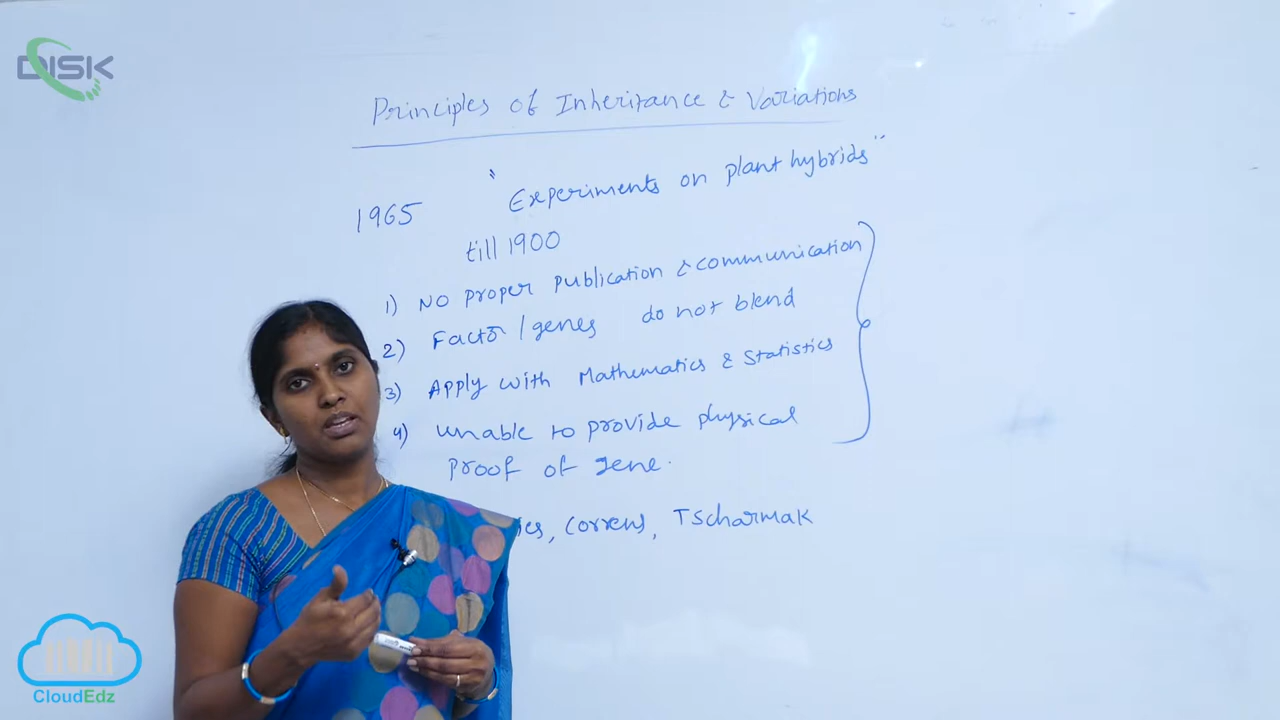 DISK
Principles of Inheritance & Variations
1965 " Experiments on plant hybrids "
till 1900
1) No proper publication & communication
2) Factor / genes do not blend
3) Apply with Mathematics & Statistics
4) unable to provide physical
proof of gene.
, Correns, Tscharmak
CloudEdz